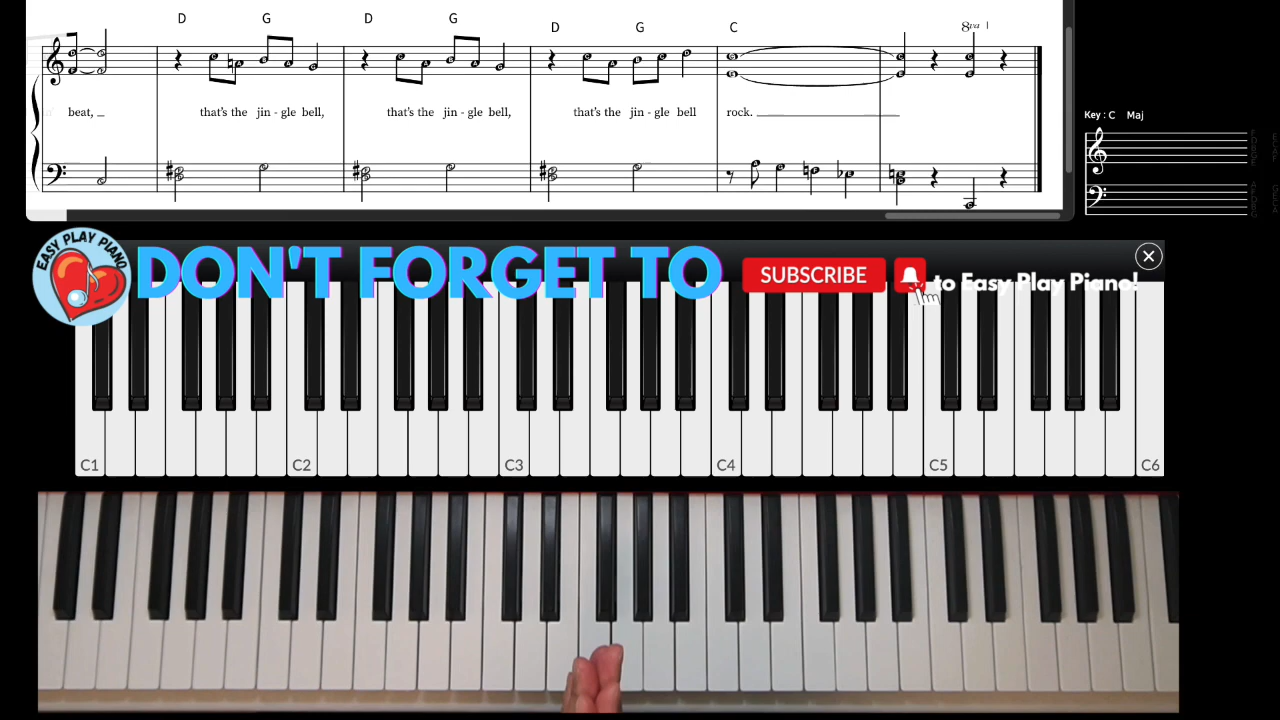 D G D G D G C 8va
beat, that's the jin - gle bell, that's the jin - gle bell, that's the jin - gle bell rock.
Key : C Maj
EASY PLAY PIANO
DON'T FORGET TO SUBSCRIBE to Easy Play Piano!
C1 C2 C3 C4 C5 C6